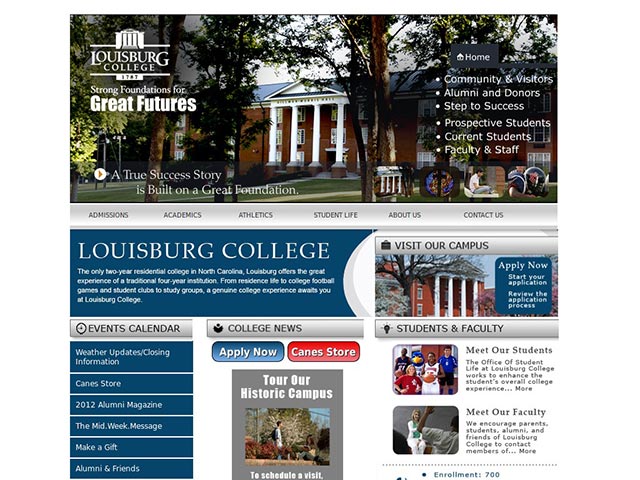 LOUISBURG
COLLEGE
1787
Strong Foundations for
Great Futures
Home
• Community & Visitors
• Alumni and Donors
• Step to Success
• Prospective Students
• Current Students
• Faculty & Staff
A True Success Story
is Built on a Great Foundation.
ADMISSIONS
ACADEMICS
ATHLETICS
STUDENT LIFE
ABOUT US
CONTACT US
LOUISBURG COLLEGE
The only two-year residential college in North Carolina, Louisburg offers the great
experience of a traditional four-year institution. From residence life to college football
games and student clubs to study groups, a genuine college experience awaits you
at Louisburg College.
VISIT OUR CAMPUS
Apply Now
Start your
application
Review the
application
process
EVENTS CALENDAR
Weather Updates/Closing
Information
Canes Store
2012 Alumni Magazine
The Mid.Week.Message
Make a Gift
Alumni & Friends
COLLEGE NEWS
Apply Now
Canes Store
Tour Our
Historic Campus
To schedule a visit,
STUDENTS & FACULTY
Meet Our Students
The Office Of Student
Life at Louisburg College
works to enhance the
student's overall college
experience... More
Meet Our Faculty
We encourage parents,
students, alumni, and
friends of Louisburg
College to contact
members of... More
• Enrollment: 700